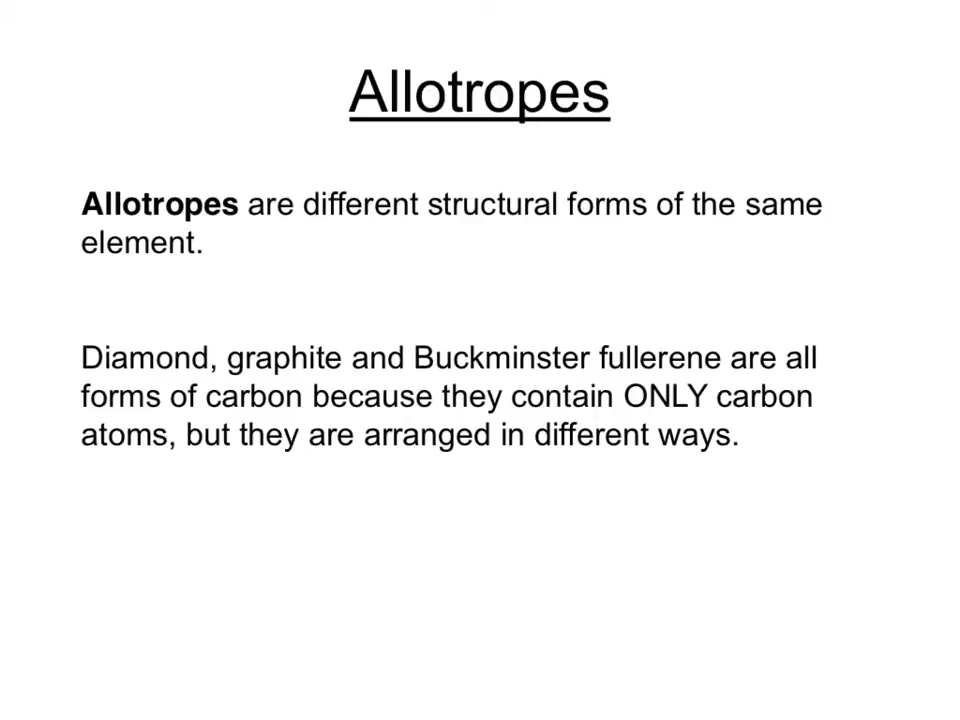 Allotropes
Allotropes are different structural forms of the same
element.
Diamond, graphite and Buckminster fullerene are all
forms of carbon because they contain ONLY carbon
atoms, but they are arranged in different ways.